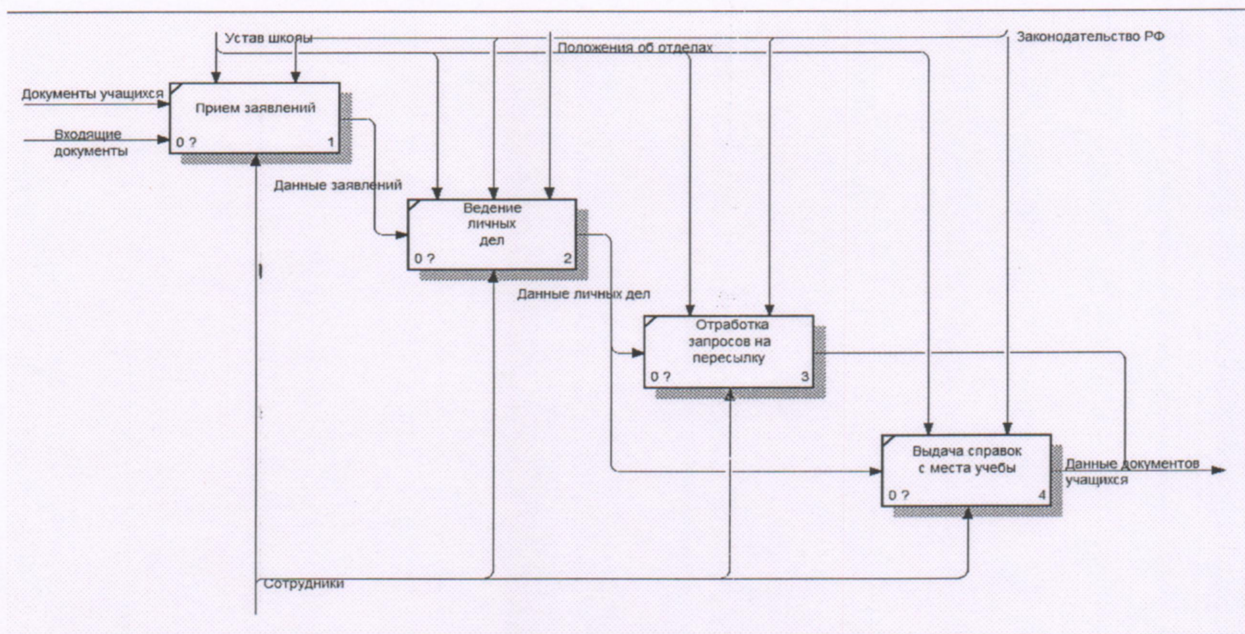 Устав школы
Положения об отделах
Законодательство РФ
Документы учащихся
Входящие
документы
Прием заявлений
0 ?
1
Данные заявлений
Ведение
личных
дел
0 ?
2
Данные личных дел
Отработка
запросов на
пересылку
0 ?
3
Выдача справок
с места учебы
0 ?
4
Данные документов
учащихся
Сотрудники